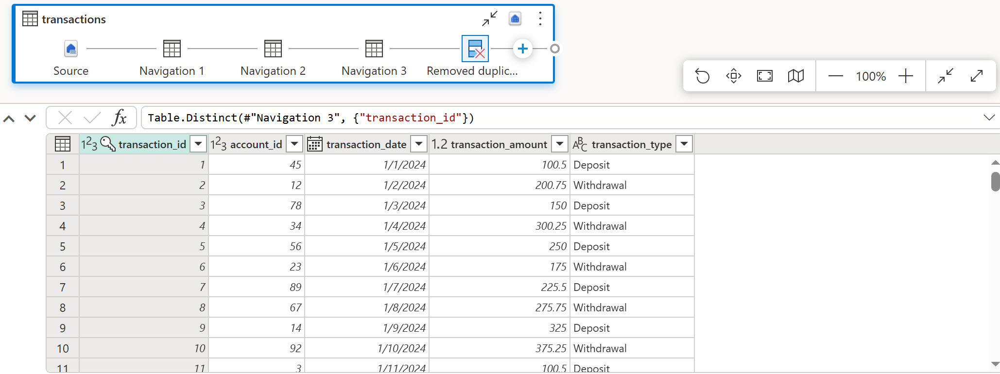 transactions
Source Navigation 1 Navigation 2 Navigation 3 Removed duplic...
100%
fx Table.Distinct(#"Navigation 3", {"transaction_id"})
123 transaction_id 123 account_id transaction_date 1.2 transaction_amount ABC transaction_type
1 1 45 1/1/2024 100.5 Deposit
2 2 12 1/2/2024 200.75 Withdrawal
3 3 78 1/3/2024 150 Deposit
4 4 34 1/4/2024 300.25 Withdrawal
5 5 56 1/5/2024 250 Deposit
6 6 23 1/6/2024 175 Withdrawal
7 7 89 1/7/2024 225.5 Deposit
8 8 67 1/8/2024 275.75 Withdrawal
9 9 14 1/9/2024 325 Deposit
10 10 92 1/10/2024 375.25 Withdrawal
11 11 3 1/11/2024 100.5 Deposit